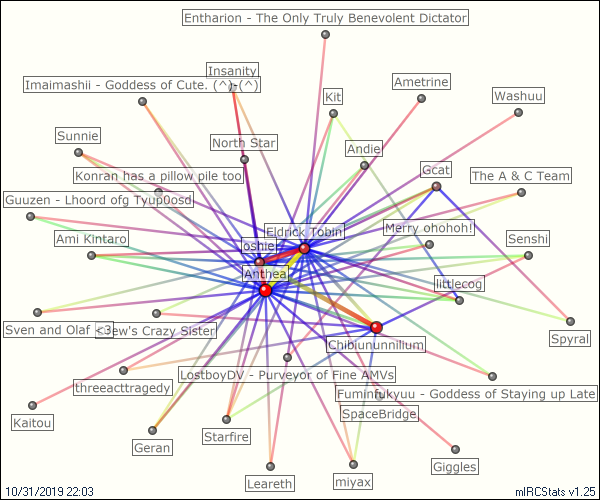 Entharion - The Only Truly Benevolent Dictator
Insanity
Imaimashii - Goddess of Cute. (^)-(^)
Kit
Ametrine
Washuu
Sunnie
North Star
Andie
Konran has a pillow pile too
Gcat
The A & C Team
Guuzen - Lhoord ofg Tyup0osd
Eldrick Tobin
Merry ohohoh!
Ami Kintaro
oshier
Senshi
Anthea
littlecog
Sven and Olaf <3
<3ew's Crazy Sister
Chibiununnilium
Spyral
threeacttragedy
LostboyDV - Purveyor of Fine AMVs
Fuminfukyuu - Goddess of Staying up Late
Kaitou
SpaceBridge
Geran
Starfire
Giggles
Leareth
miyax
10/31/2019 22:03
mIRCStats v1.25